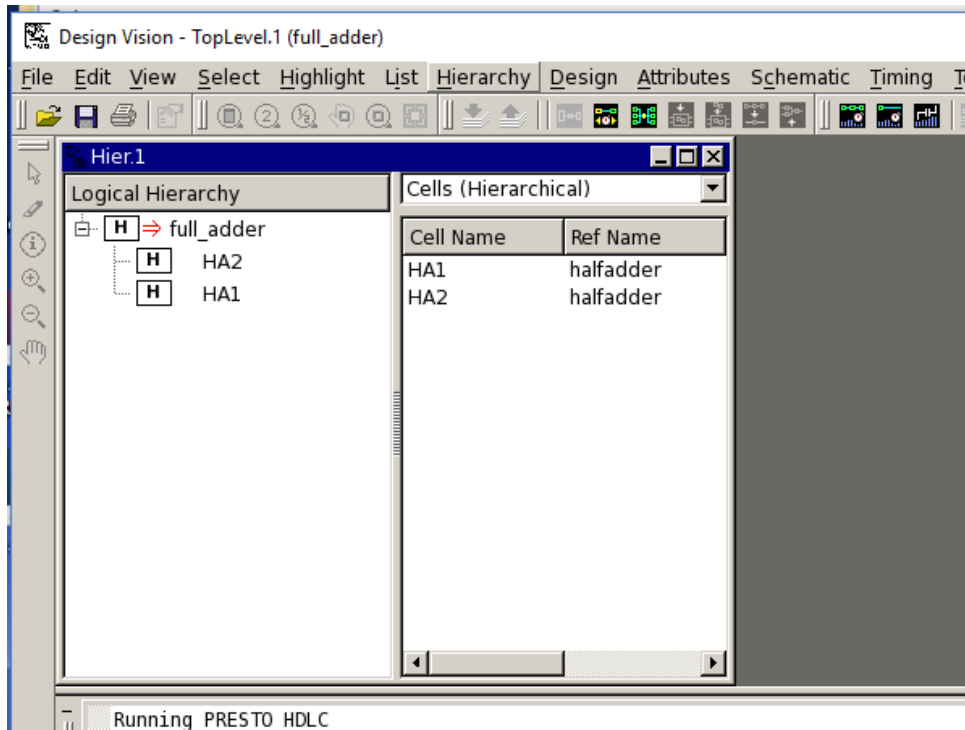 Design Vision - TopLevel.1 (full_adder)
File Edit View Select Highlight List Hierarchy Design Attributes Schematic Timing
Hier.1
Logical Hierarchy
Cells (Hierarchical)
H full_adder
H HA2
H HA1
Cell Name Ref Name
HA1 halfadder
HA2 halfadder
Running PRESTO HDLC